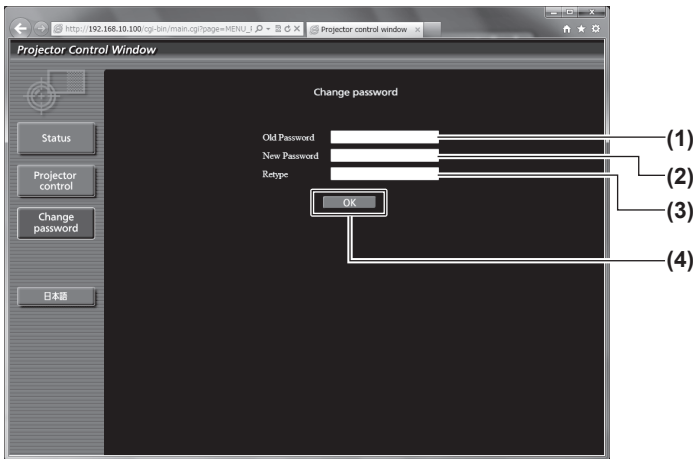 http://192.168.10.100/cgi-bin/main.cgi?page=MENU_
Projector control window
Projector Control Window
Change password
Old Password
(1)
Status
New Password
(2)
Projector
control
Retype
(3)
OK
Change
password
(4)
日本語